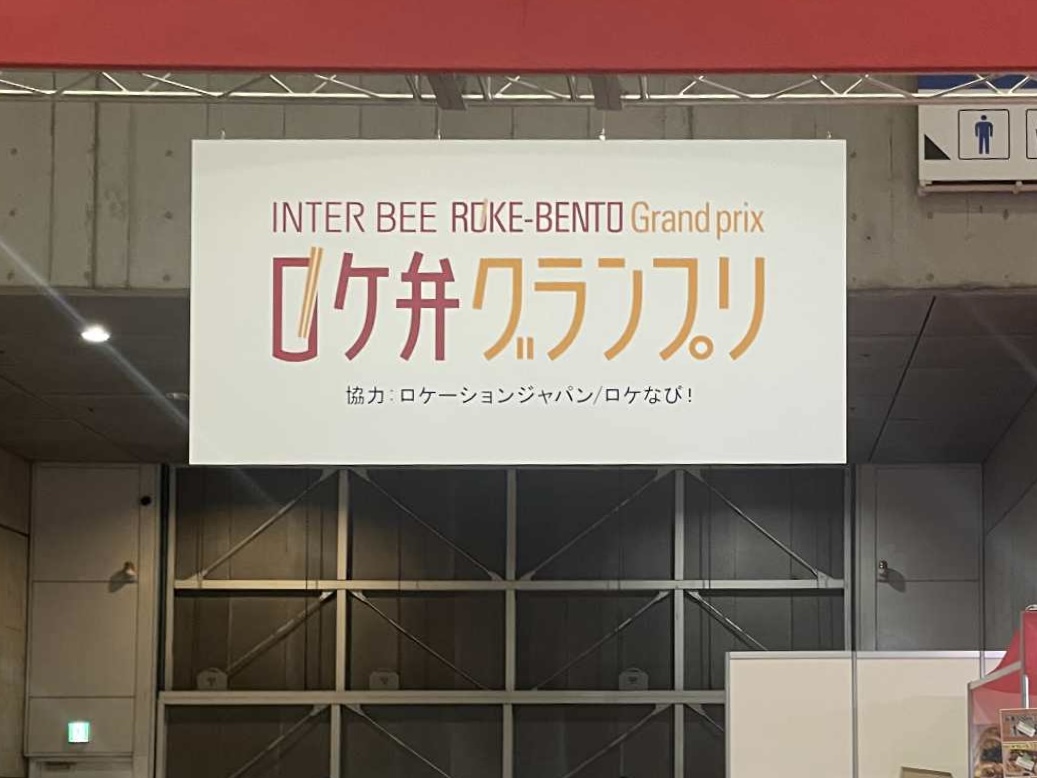 INTER BEE ROKE-BENTO Grand prix
ロケ弁グランプリ
協力:ロケーションジャパン/ロケなび!